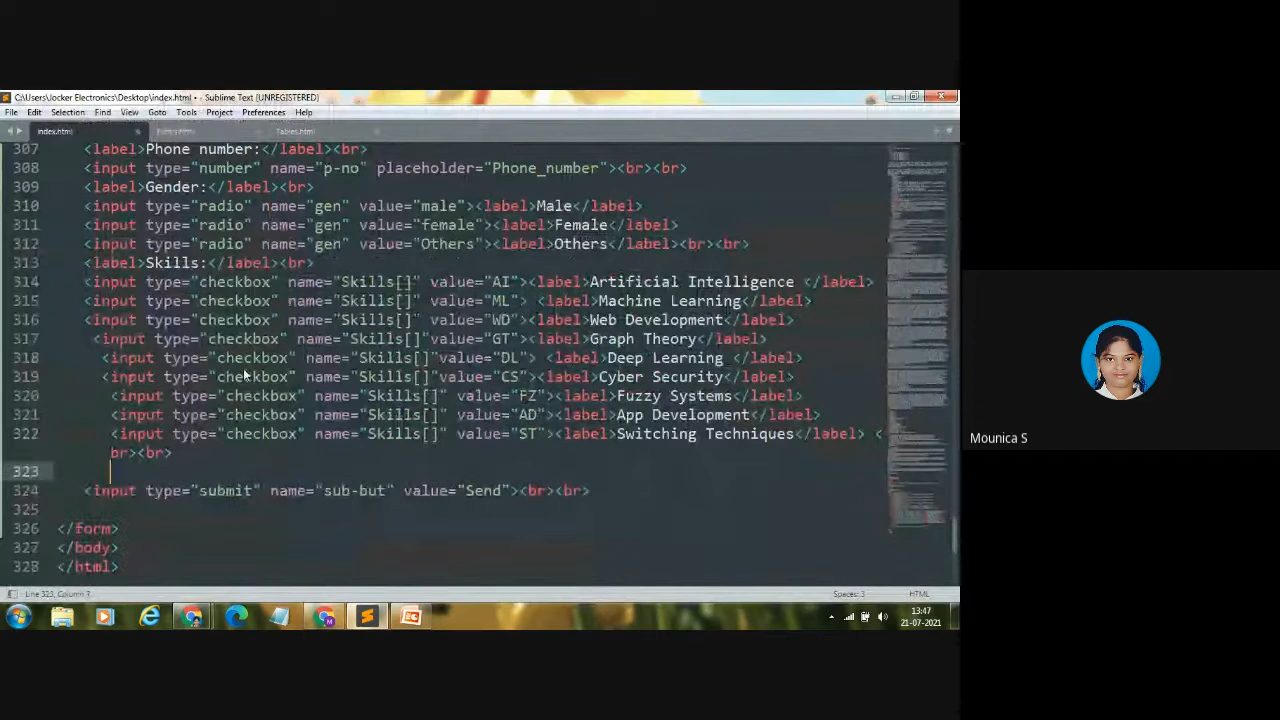 C:\Users\Jocker Electronics\Desktop\index.html • - Sublime Text (UNREGISTERED)
File Edit Selection Find View Goto Tools Project Preferences Help
index.html Tables.html
307 <label>Phone number:</label><br>
308 <input type="number" name="p-no" placeholder="Phone_number"><br><br>
309 <label>Gender:</label><br>
310 <input type="radio" name="gen" value="male"><label>Male</label>
311 <input type="radio" name="gen" value="female"><label>Female</label>
312 <input type="radio" name="gen" value="Others"><label>Others</label><br><br>
313 <label>Skills:</label><br>
314 <input type="checkbox" name="Skills[]" value="AI"><label>Artificial Intelligence </label>
315 <input type="checkbox" name="Skills[]" value="ML"> <label>Machine Learning</label>
316 <input type="checkbox" name="Skills[]" value="WD"><label>Web Development</label>
317 <input type="checkbox" name="Skills[]" value="GT"><label>Graph Theory</label>
318 <input type="checkbox" name="Skills[]"value="DL"> <label>Deep Learning </label>
319 <input type="checkbox" name="Skills[]"value="CS"><label>Cyber Security</label>
320 <input type="checkbox" name="Skills[]" value="FZ"><label>Fuzzy Systems</label>
321 <input type="checkbox" name="Skills[]" value="AD"><label>App Development</label>
322 <input type="checkbox" name="Skills[]" value="ST"><label>Switching Techniques</label> <
br><br>
323
324 <input type="submit" name="sub-but" value="Send"><br><br>
325
326 </form>
327 </body>
328 </html>
Line 323, Column 7 Spaces: 3 HTML
13:47
21-07-2021
Mounica S